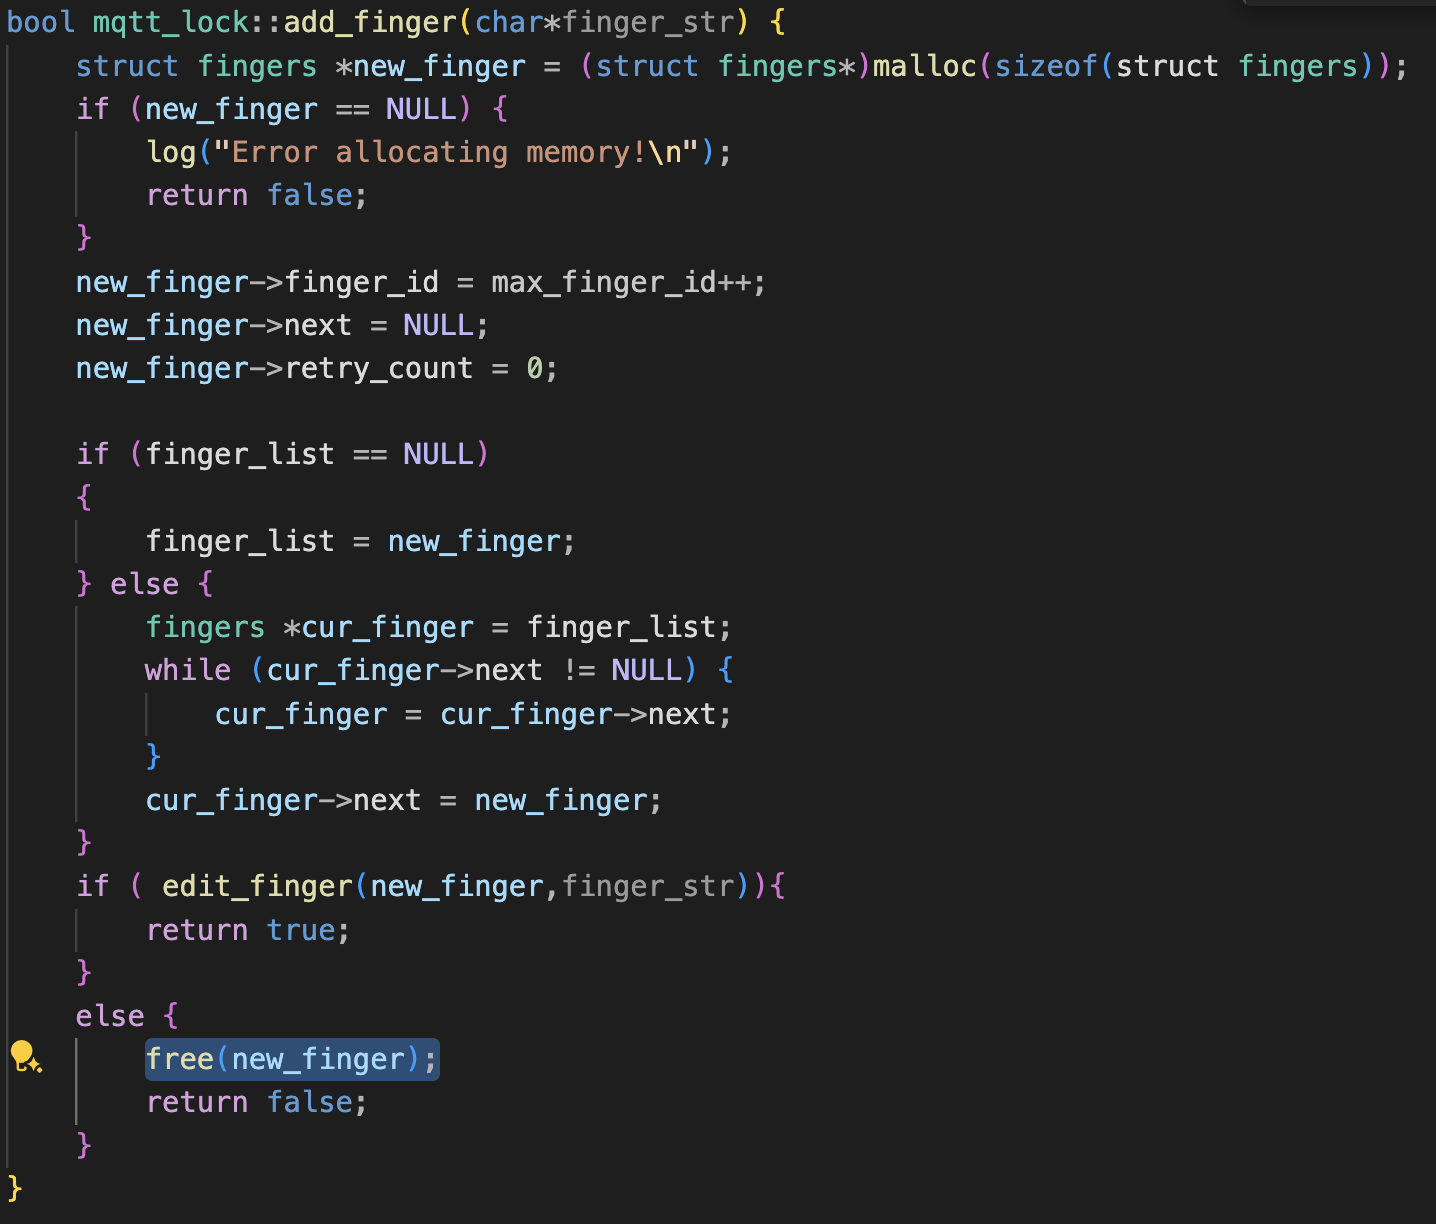 bool mqtt_lock::add_finger(char*finger_str) {
    struct fingers *new_finger = (struct fingers*)malloc(sizeof(struct fingers));
    if (new_finger == NULL) {
        log("Error allocating memory!\n");
        return false;
    }
    new_finger->finger_id = max_finger_id++;
    new_finger->next = NULL;
    new_finger->retry_count = 0;

    if (finger_list == NULL)
    {
        finger_list = new_finger;
    } else {
        fingers *cur_finger = finger_list;
        while (cur_finger->next != NULL) {
            cur_finger = cur_finger->next;
        }
        cur_finger->next = new_finger;
    }
    if ( edit_finger(new_finger,finger_str)){
        return true;
    }
    else {
        free(new_finger);
        return false;
    }
}